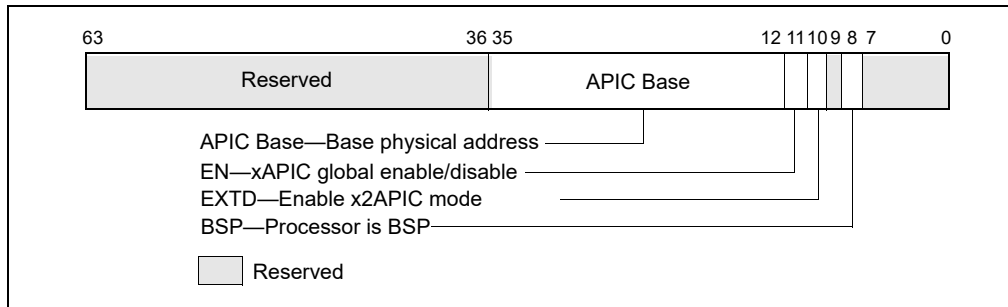 63 36 35 12 11 10 9 8 7 0
Reserved APIC Base
APIC Base—Base physical address
EN—xAPIC global enable/disable
EXTD—Enable x2APIC mode
BSP—Processor is BSP
Reserved